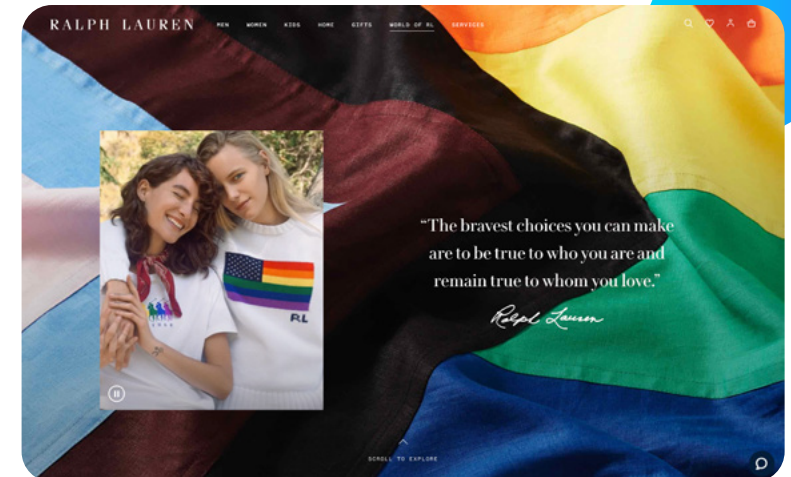 RALPH LAUREN
MEN WOMEN KIDS HOME GIFTS WORLD OF RL SERVICES
“The bravest choices you can make
are to be true to who you are and
remain true to whom you love.”
Ralph Lauren
RL
SCROLL TO EXPLORE